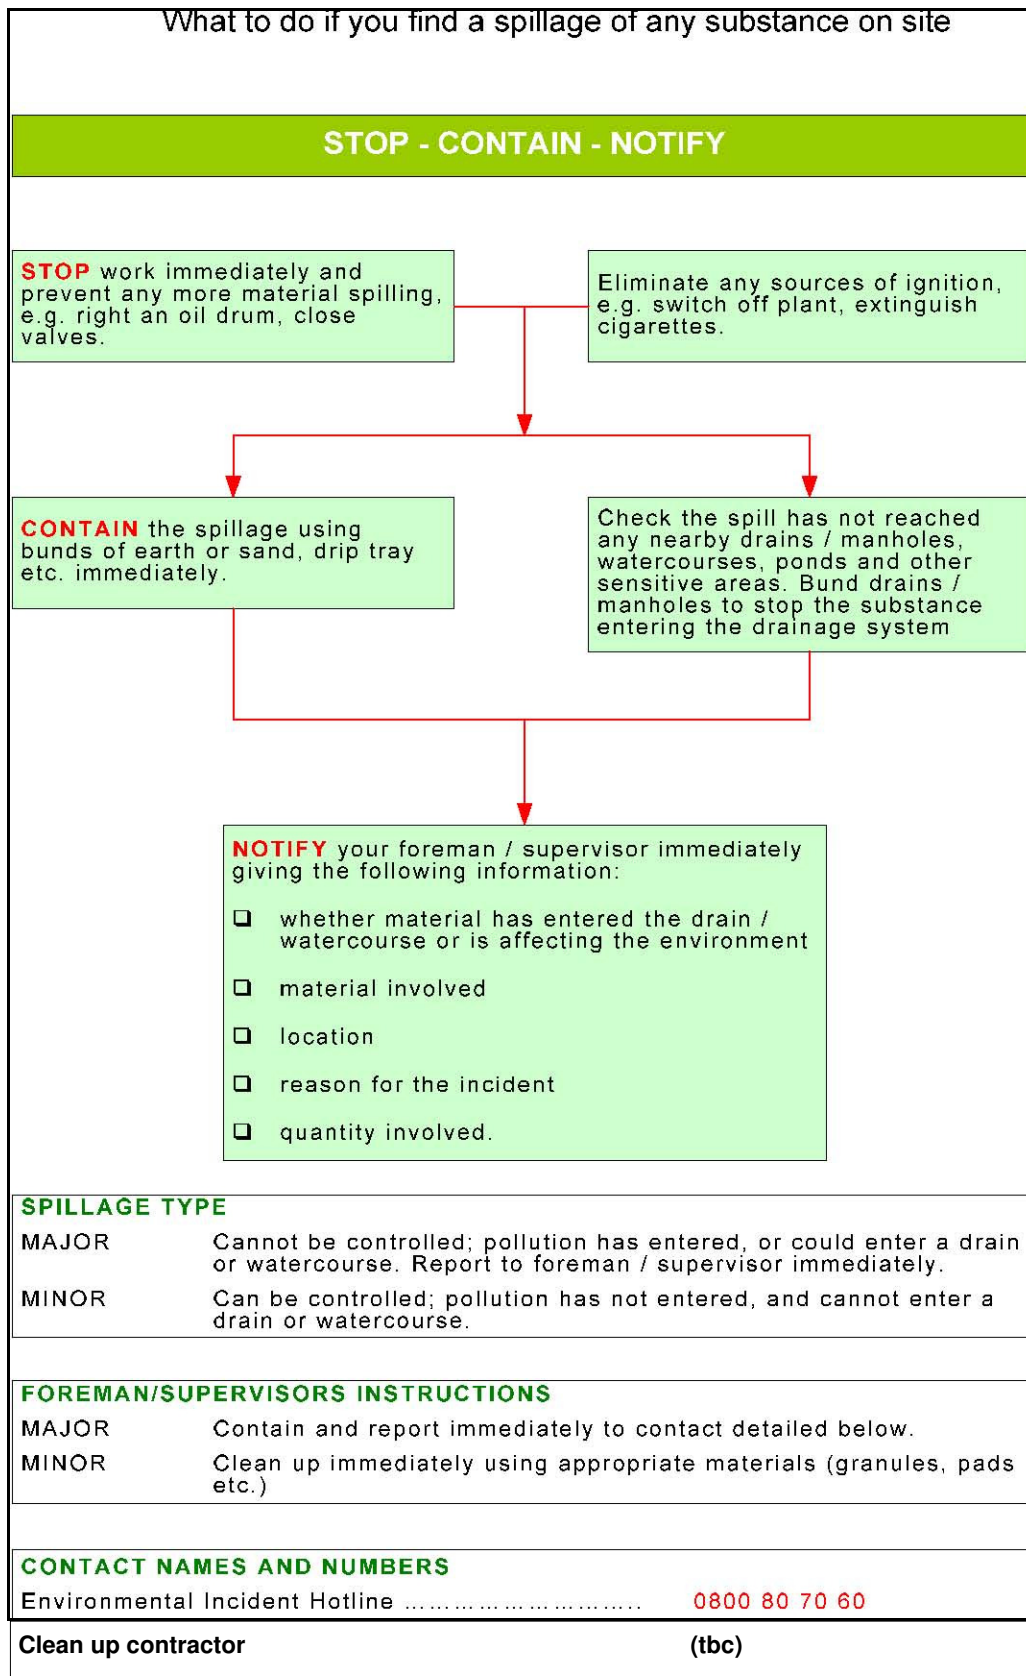 What to do if you find a spillage of any substance on site
STOP - CONTAIN - NOTIFY
STOP work immediately and
prevent any more material spilling,
e.g. right an oil drum, close
valves.
Eliminate any sources of ignition,
e.g. switch off plant, extinguish
cigarettes.
CONTAIN the spillage using
bunds of earth or sand, drip tray
etc. immediately.
Check the spill has not reached
any nearby drains / manholes,
watercourses, ponds and other
sensitive areas. Bund drains /
manholes to stop the substance
entering the drainage system
NOTIFY your foreman / supervisor immediately
giving the following information:
❑ whether material has entered the drain /
watercourse or is affecting the environment
❑ material involved
❑ location
❑ reason for the incident
❑ quantity involved.
SPILLAGE TYPE
MAJOR Cannot be controlled; pollution has entered, or could enter a drain
or watercourse. Report to foreman / supervisor immediately.
MINOR Can be controlled; pollution has not entered, and cannot enter a
drain or watercourse.
FOREMAN/SUPERVISORS INSTRUCTIONS
MAJOR Contain and report immediately to contact detailed below.
MINOR Clean up immediately using appropriate materials (granules, pads
etc.)
CONTACT NAMES AND NUMBERS
Environmental Incident Hotline ………………………….. 0800 80 70 60
Clean up contractor (tbc)